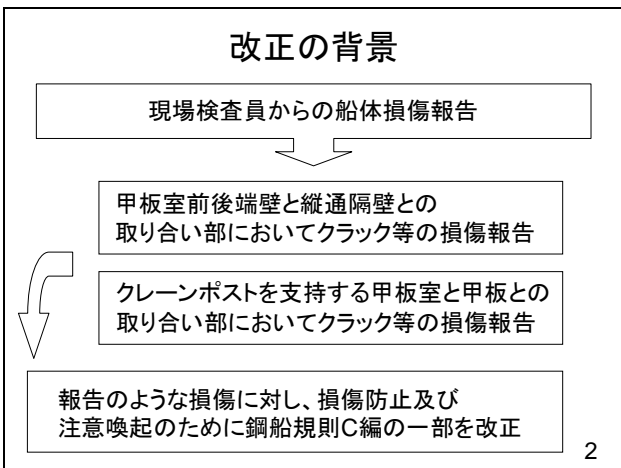 改正の背景
現場検査員からの船体損傷報告
甲板室前後端壁と縦通隔壁との
取り合い部においてクラック等の損傷報告
クレーンポストを支持する甲板室と甲板との
取り合い部においてクラック等の損傷報告
報告のような損傷に対し、損傷防止及び
注意喚起のために鋼船規則C編の一部を改正
2